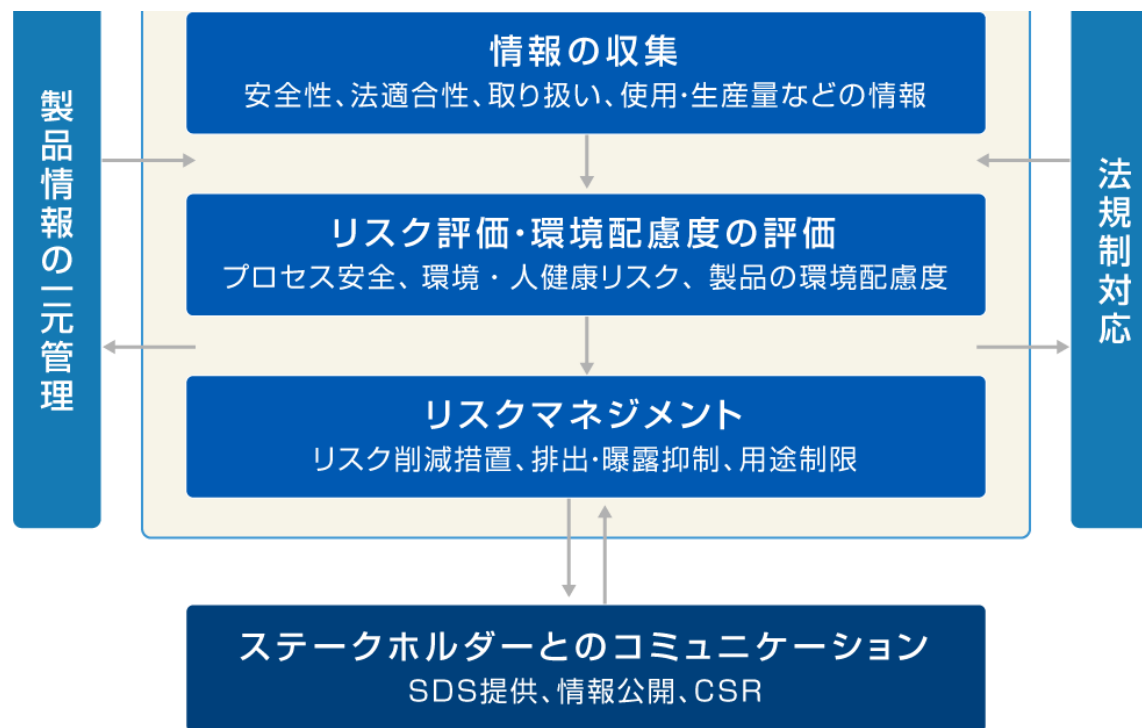 製品情報の一元管理
情報の収集
安全性、法適合性、取り扱い、使用･生産量などの情報
リスク評価･環境配慮度の評価
プロセス安全、環境・人健康リスク、製品の環境配慮度
リスクマネジメント
リスク削減措置、排出･曝露抑制、用途制限
法規制対応
ステークホルダーとのコミュニケーション
SDS提供、情報公開、CSR